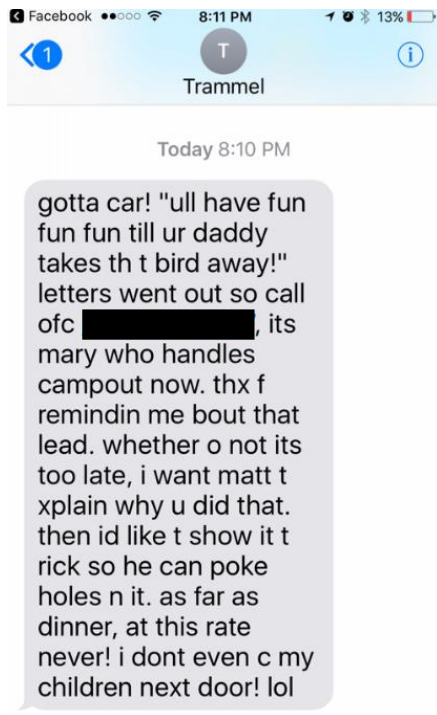 Facebook 8:11 PM 13%
1
T
Trammel
Today 8:10 PM
gotta car! "ull have fun
fun fun till ur daddy
takes th t bird away!"
letters went out so call
ofc , its
mary who handles
campout now. thx f
remindin me bout that
lead. whether o not its
too late, i want matt t
xplain why u did that.
then id like t show it t
rick so he can poke
holes n it. as far as
dinner, at this rate
never! i dont even c my
children next door! lol